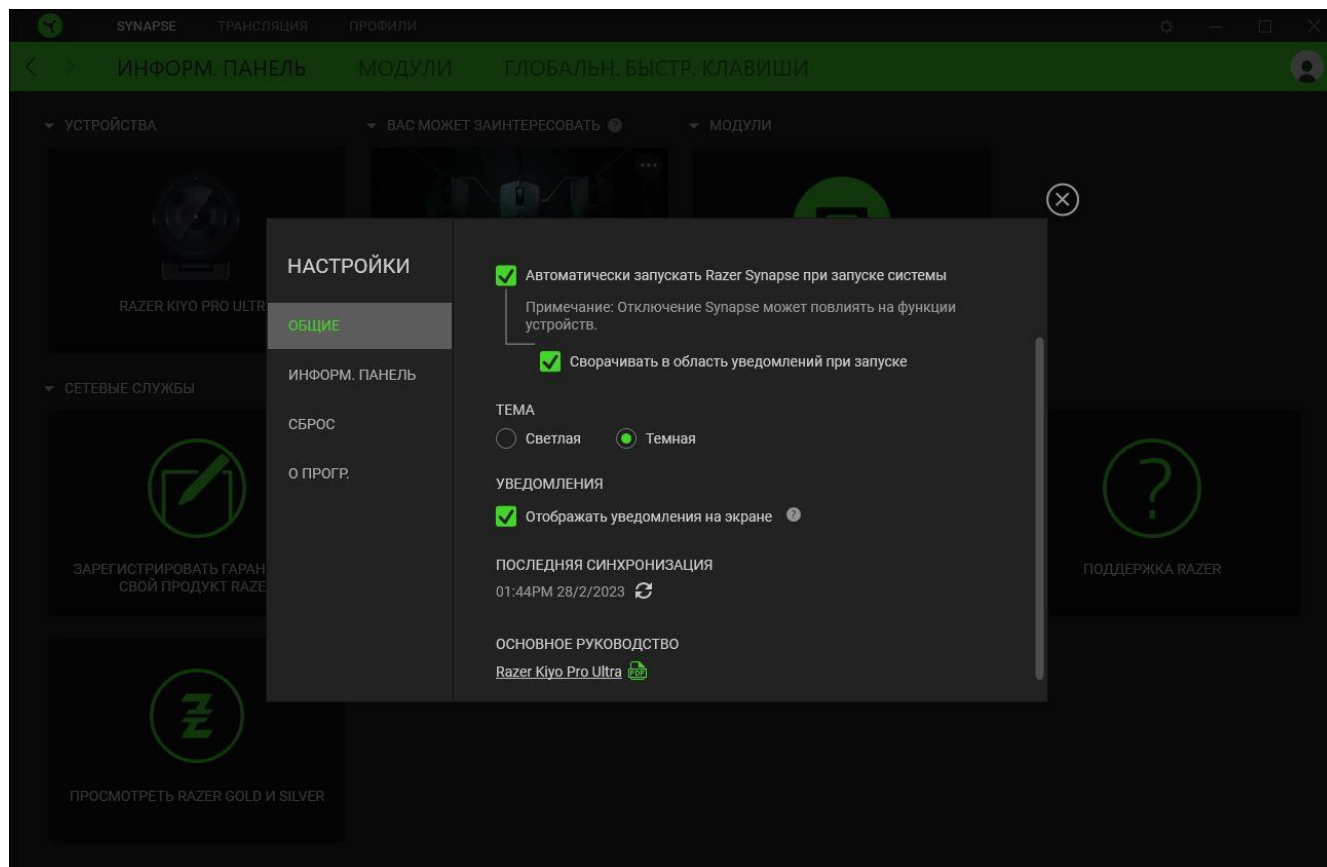 SYNAPSE
ТРАНСЛЯЦИЯ
ПРОФИЛИ
ИНФОРМ. ПАНЕЛЬ
МОДУЛИ
ГЛОБАЛЬН. БЫСТР. КЛАВИШИ
УСТРОЙСТВА
ВАС МОЖЕТ ЗАИНТЕРЕСОВАТЬ ?
МОДУЛИ
RAZER KIYO PRO ULTR
СЕТЕВЫЕ СЛУЖБЫ
ЗАРЕГИСТРИРОВАТЬ ГАРАН
СВОЙ ПРОДУКТ RAZE
ПРОСМОТРЕТЬ RAZER GOLD И SILVER
ПОДДЕРЖКА RAZER
НАСТРОЙКИ
ОБЩИЕ
ИНФОРМ. ПАНЕЛЬ
СБРОС
О ПРОГР.
Автоматически запускать Razer Synapse при запуске системы
Примечание: Отключение Synapse может повлиять на функции
устройств.
Сворачивать в область уведомлений при запуске
ТЕМА
Светлая
Темная
УВЕДОМЛЕНИЯ
Отображать уведомления на экране ?
ПОСЛЕДНЯЯ СИНХРОНИЗАЦИЯ
01:44PM 28/2/2023
ОСНОВНОЕ РУКОВОДСТВО
Razer Kiyo Pro Ultra PDF